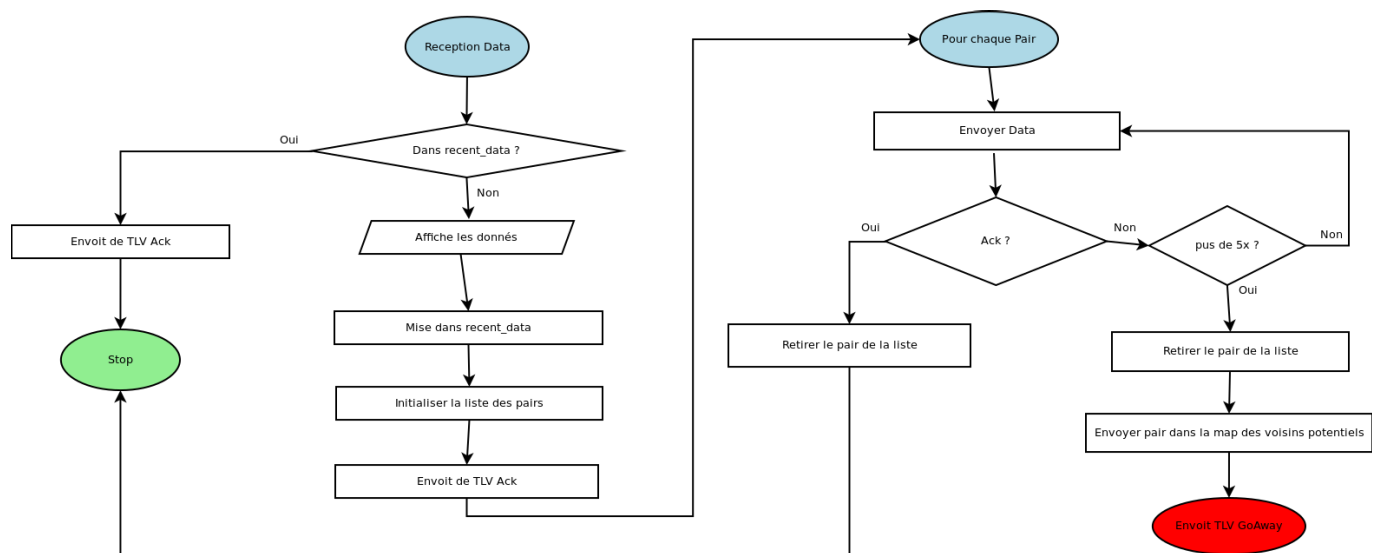 Reception Data
Dans recent_data ?
Oui
Non
Envoit de TLV Ack
Stop
Affiche les donnés
Mise dans recent_data
Initialiser la liste des pairs
Envoit de TLV Ack
Pour chaque Pair
Envoyer Data
Ack ?
Oui
Non
pus de 5x ?
Non
Oui
Retirer le pair de la liste
Retirer le pair de la liste
Envoyer pair dans la map des voisins potentiels
Envoit TLV GoAway